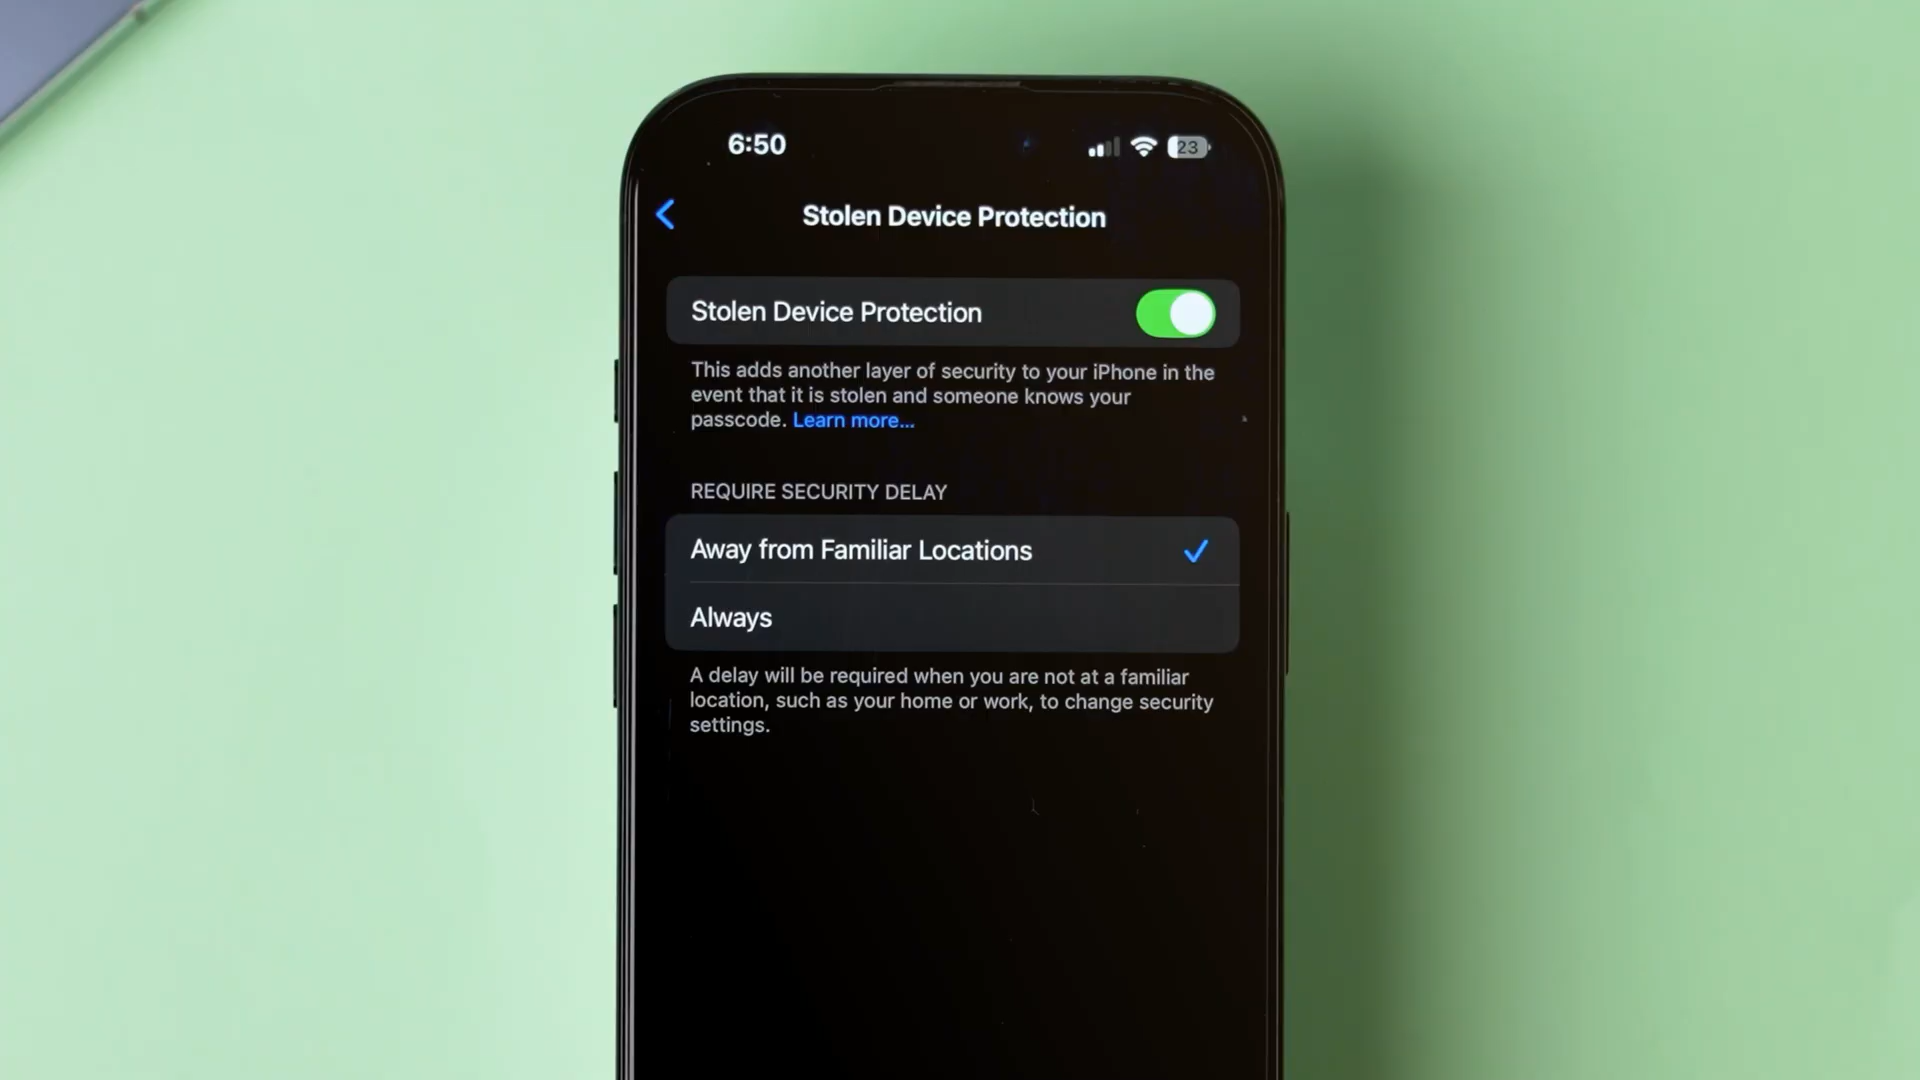 6:50
23
Stolen Device Protection
Stolen Device Protection
This adds another layer of security to your iPhone in the
event that it is stolen and someone knows your
passcode. Learn more...
REQUIRE SECURITY DELAY
Away from Familiar Locations
Always
A delay will be required when you are not at a familiar
location, such as your home or work, to change security
settings.